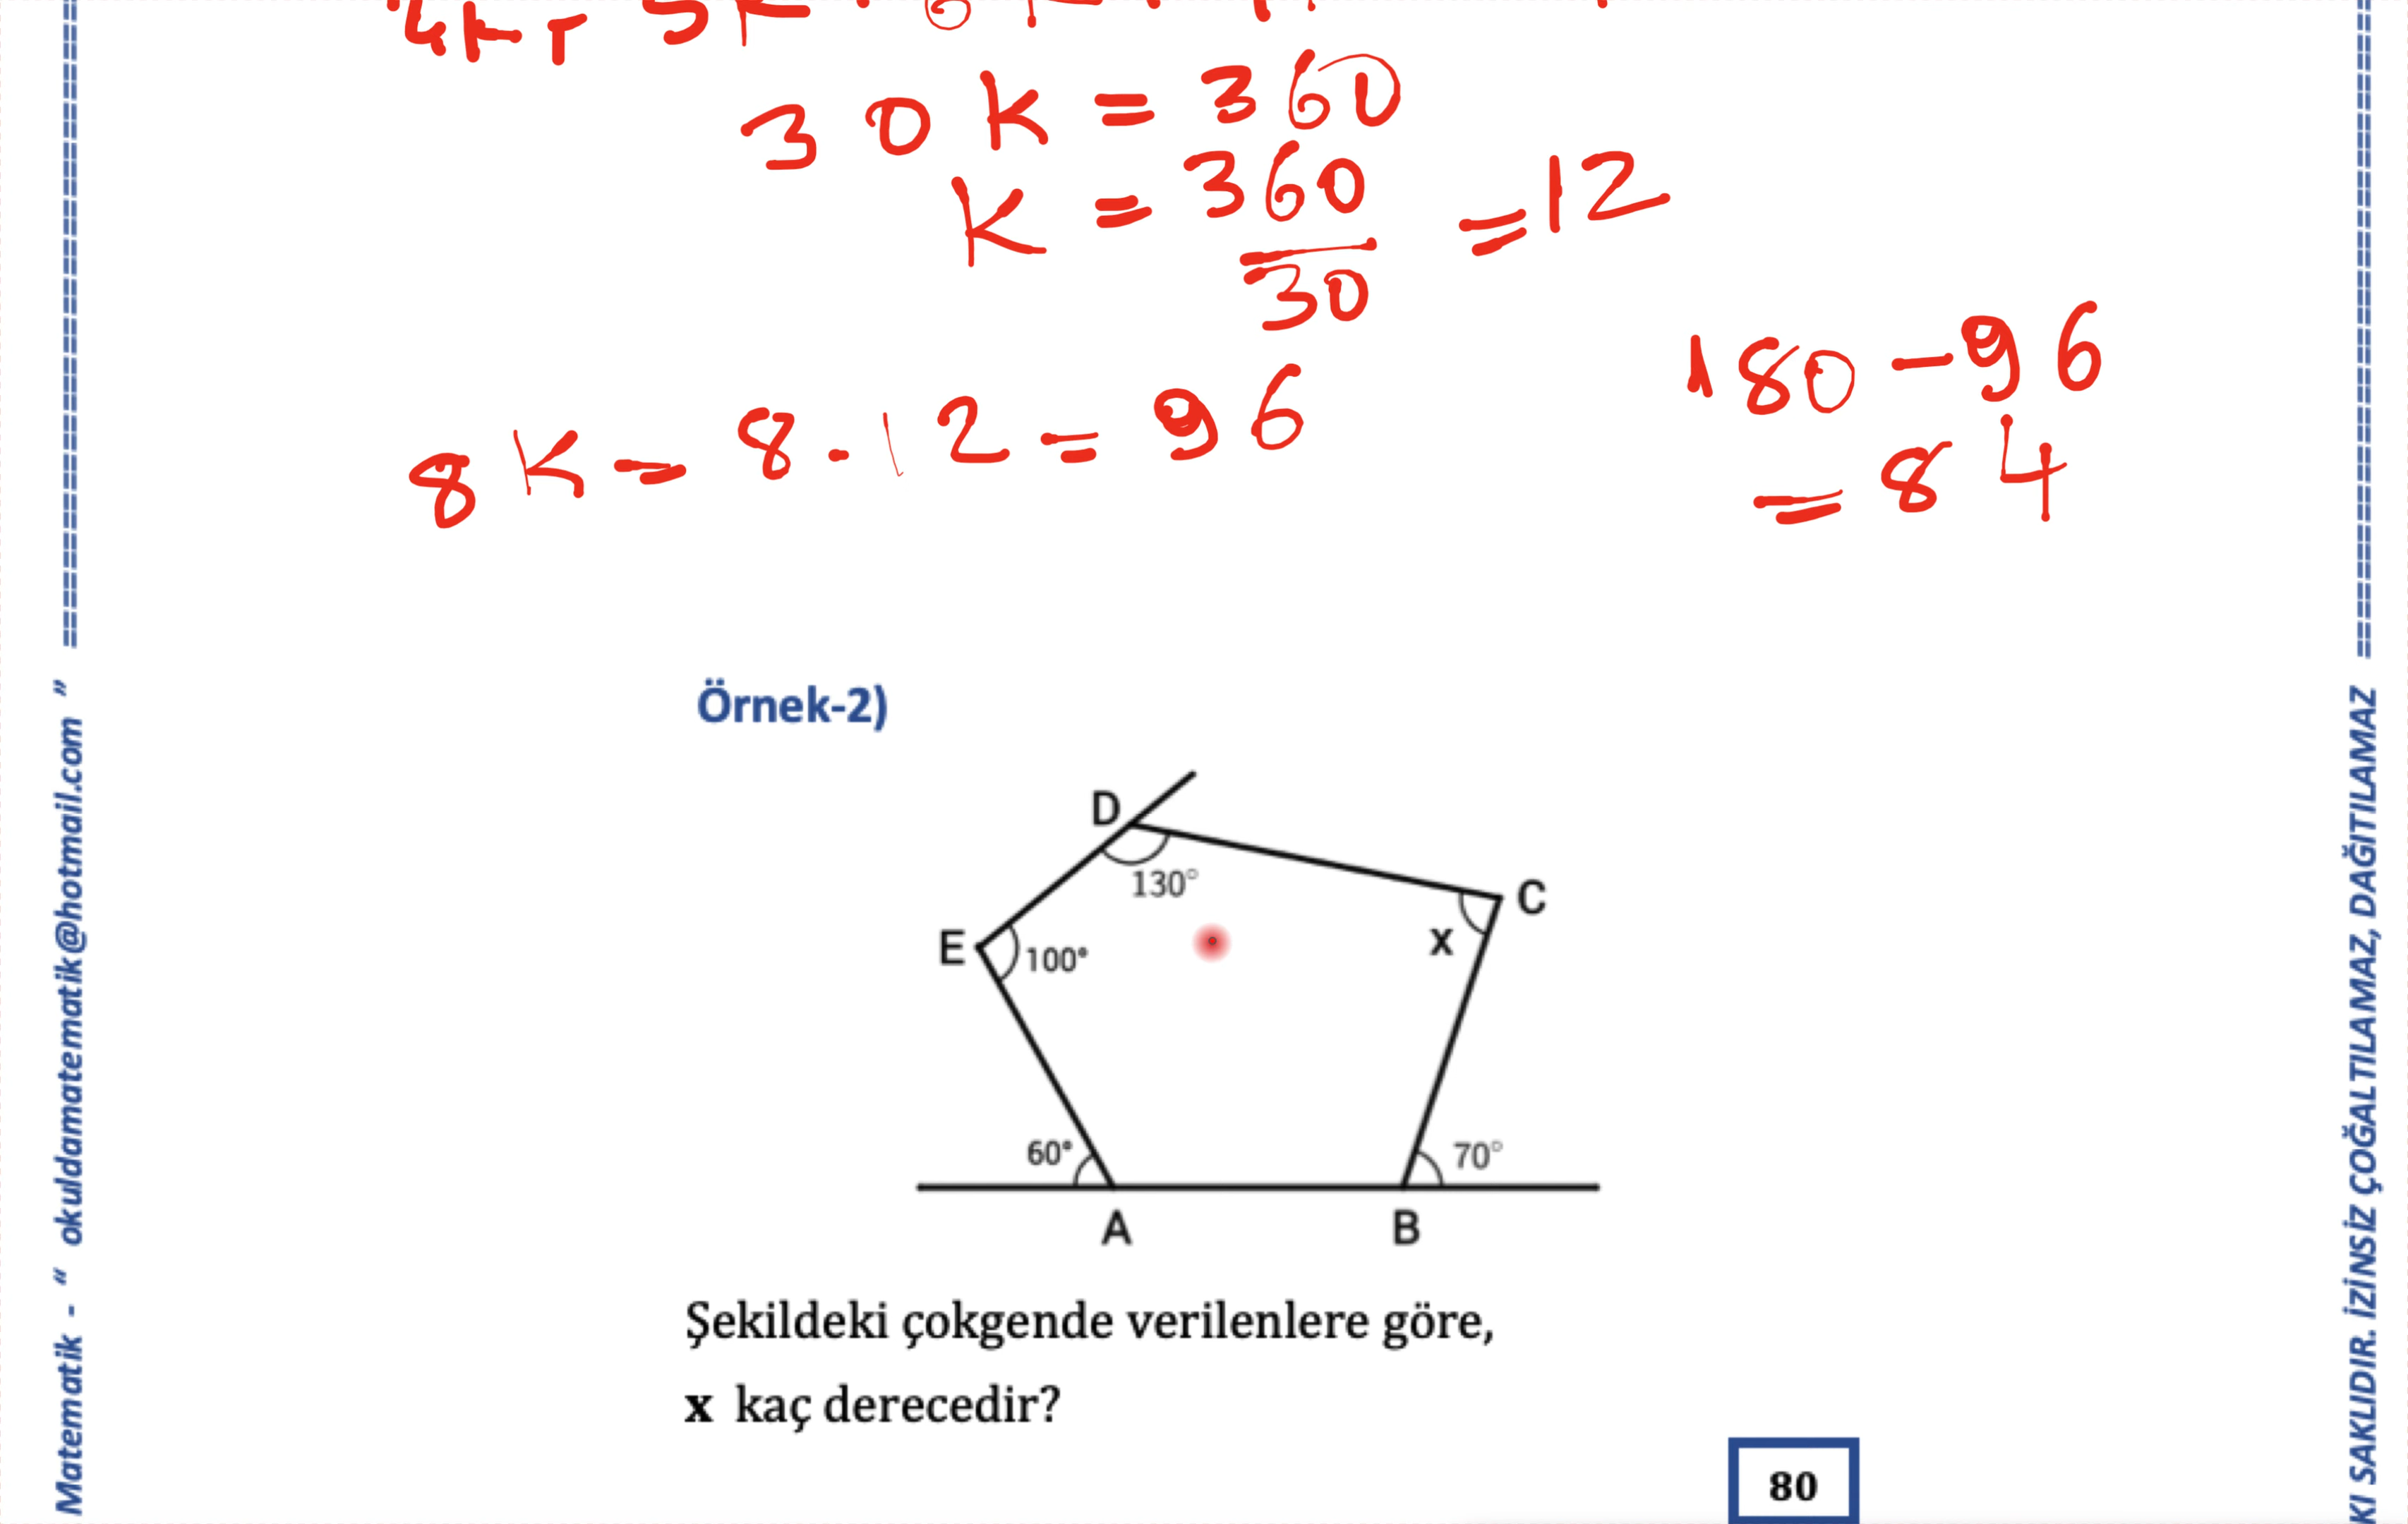 30k = 360
k = 360/30 = 12
180 - 96
8k = 8.12 = 96
= 84
Örnek-2)
D
130°
C
x
E
100°
60°
70°
A
B
Şekildeki çokgende verilenlere göre,
x kaç derecedir?
80
Matematik - " okuldamatematik@hotmail.com "
KI SAKLIDIR. İZİNSİZ ÇOĞALTILAMAZ, DAĞITILAMAZ